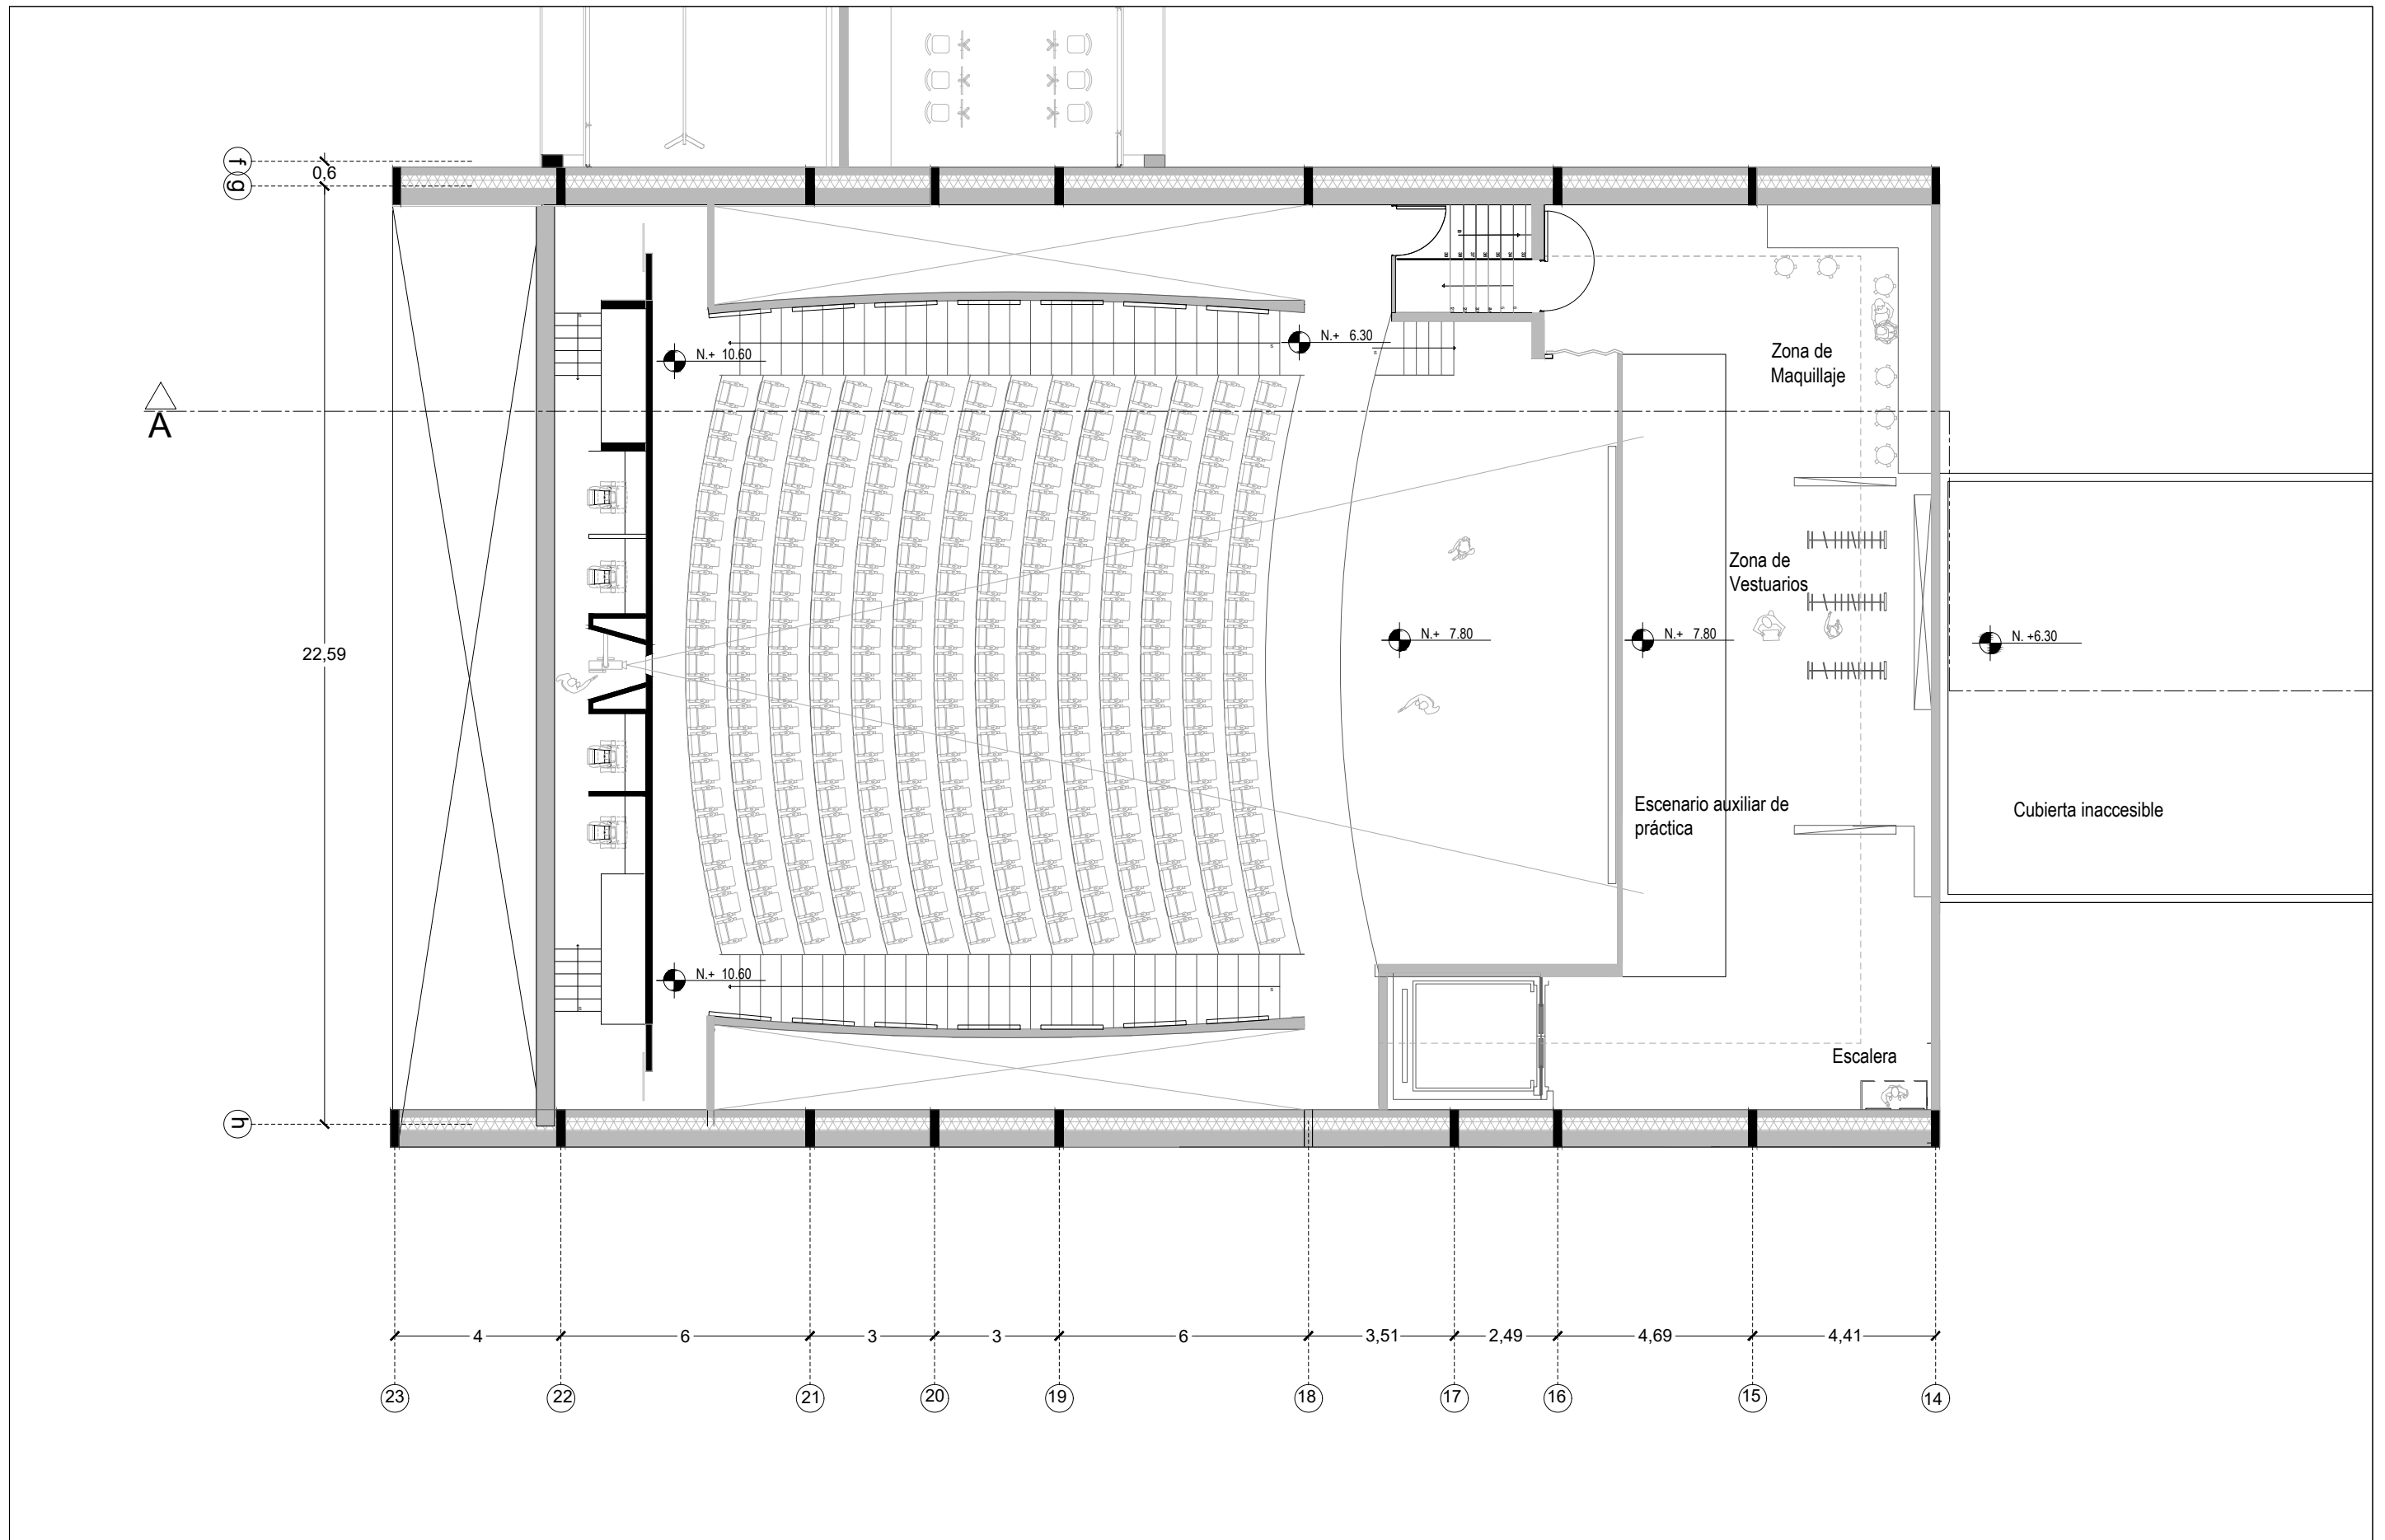 f
0,6
g
N.+ 6.30
N.+ 10.60
Zona de
Maquillaje
A
Zona de
Vestuarios
22,59
N.+ 7.80
N.+ 7.80
N. +6.30
Escenario auxiliar de
práctica
Cubierta inaccesible
N.+ 10.60
Escalera
h
4
6
3
3
6
3,51
2,49
4,69
4,41
23
22
21
20
19
18
17
16
15
14